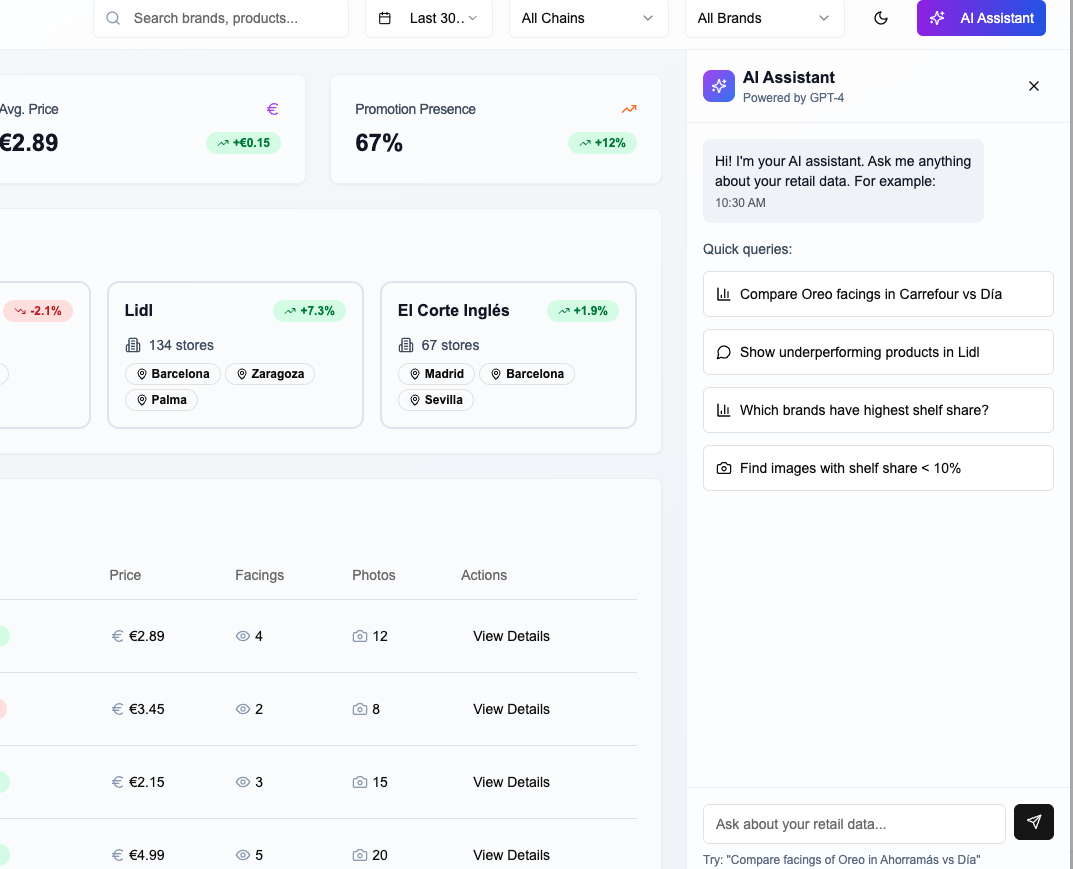 Search brands, products...
Last 30..
All Chains
All Brands
AI Assistant
Avg. Price
€2.89
+€0.15
Promotion Presence
67%
+12%
-2.1%
Lidl
+7.3%
134 stores
Barcelona
Zaragoza
Palma
El Corte Inglés
+1.9%
67 stores
Madrid
Barcelona
Sevilla
Price
Facings
Photos
Actions
€ €2.89
4
12
View Details
€ €3.45
2
8
View Details
€ €2.15
3
15
View Details
€ €4.99
5
20
View Details
AI Assistant
Powered by GPT-4
Hi! I'm your AI assistant. Ask me anything
about your retail data. For example:
10:30 AM
Quick queries:
Compare Oreo facings in Carrefour vs Día
Show underperforming products in Lidl
Which brands have highest shelf share?
Find images with shelf share < 10%
Ask about your retail data...
Try: "Compare facings of Oreo in Ahorramás vs Día"